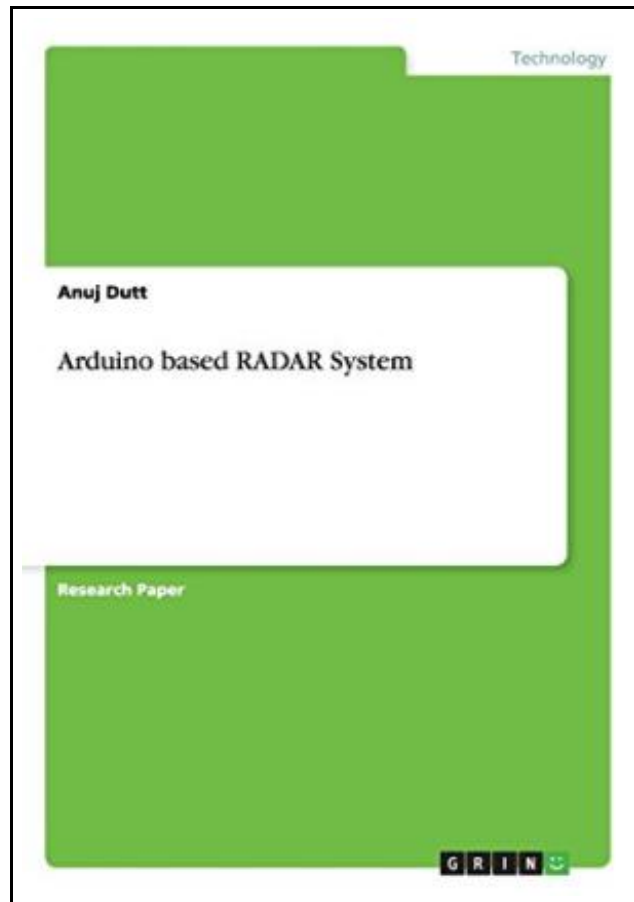 Technology
Anuj Dutt
Arduino based RADAR System
Research Paper
GRIN